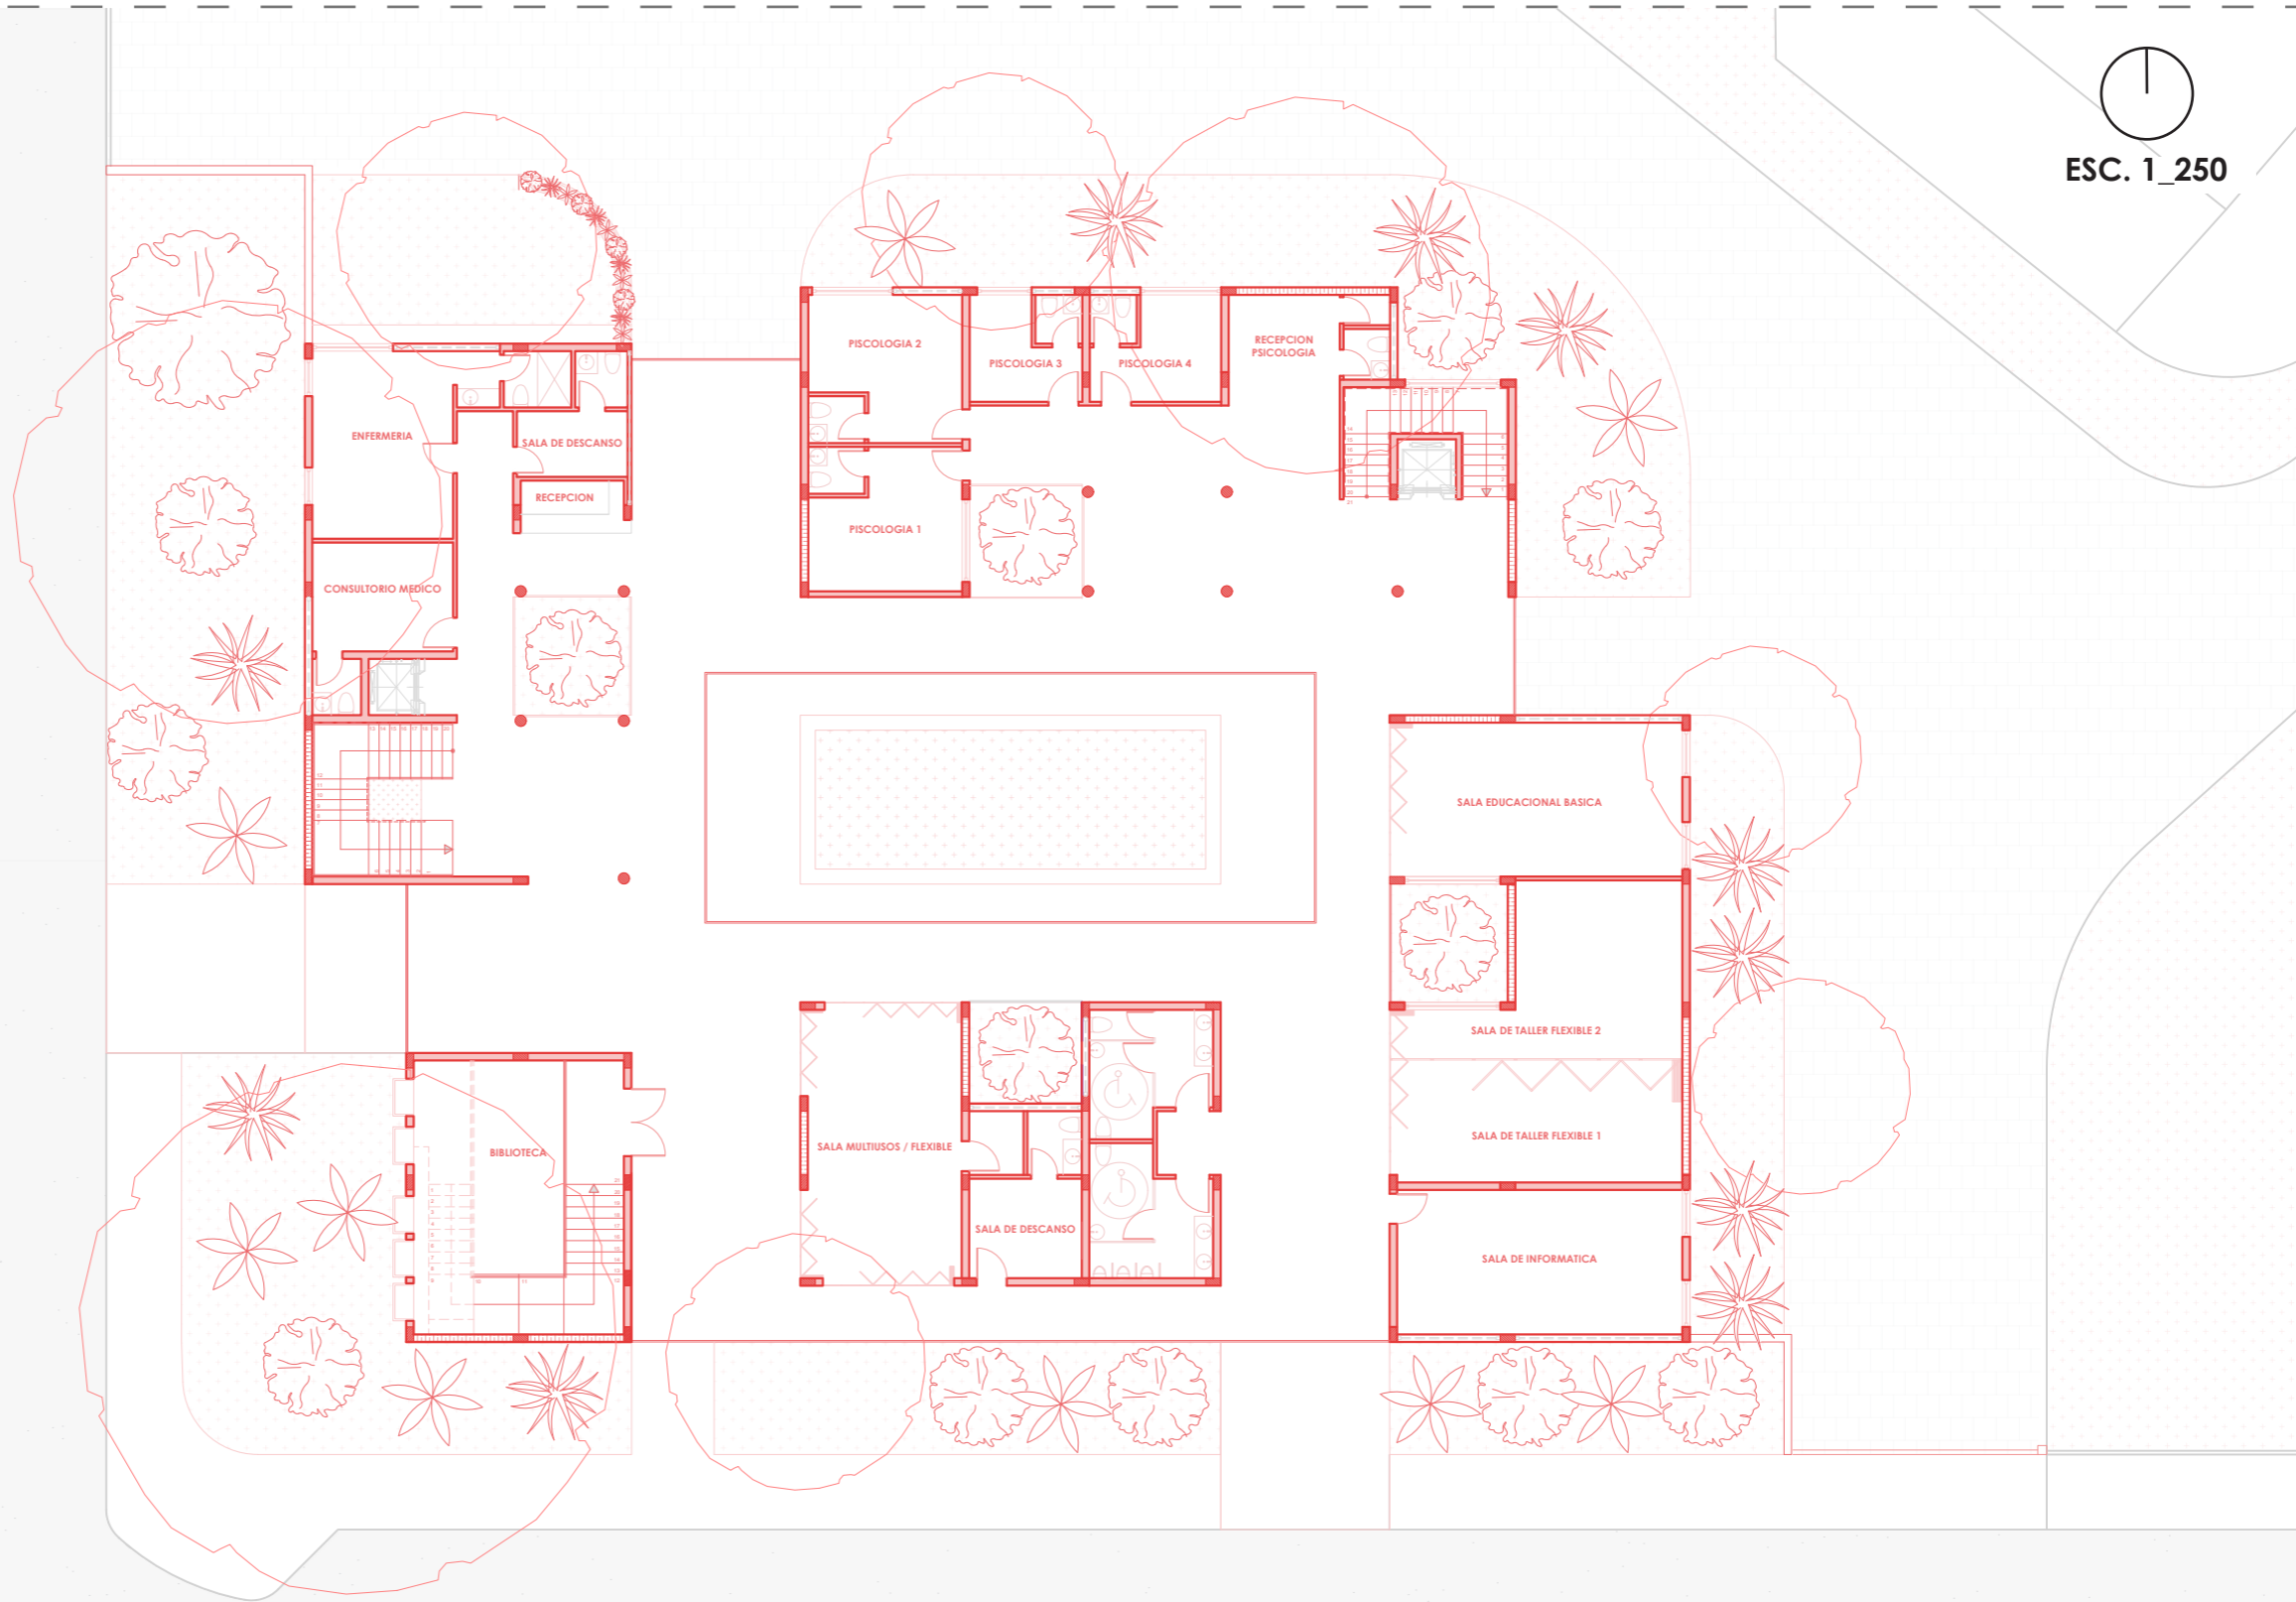 ESC. 1_250
PISCOLOGIA 2
PISCOLOGIA 3
PISCOLOGIA 4
RECEPCION
PSICOLOGIA
ENFERMERIA
SALA DE DESCANSO
RECEPCION
PISCOLOGIA 1
CONSULTORIO MEDICO
SALA EDUCACIONAL BASICA
SALA DE TALLER FLEXIBLE 2
BIBLIOTECA
SALA MULTIUSOS / FLEXIBLE
SALA DE TALLER FLEXIBLE 1
SALA DE DESCANSO
SALA DE INFORMATICA